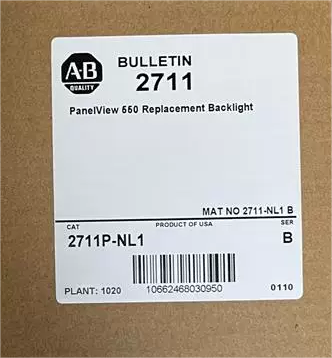 A-B
QUALITY
BULLETIN
2711
PanelView 550 Replacement Backlight
MAT NO 2711-NL1 B
CAT PRODUCT OF USA SER
2711P-NL1 B
PLANT: 1020 10662468030950 0110